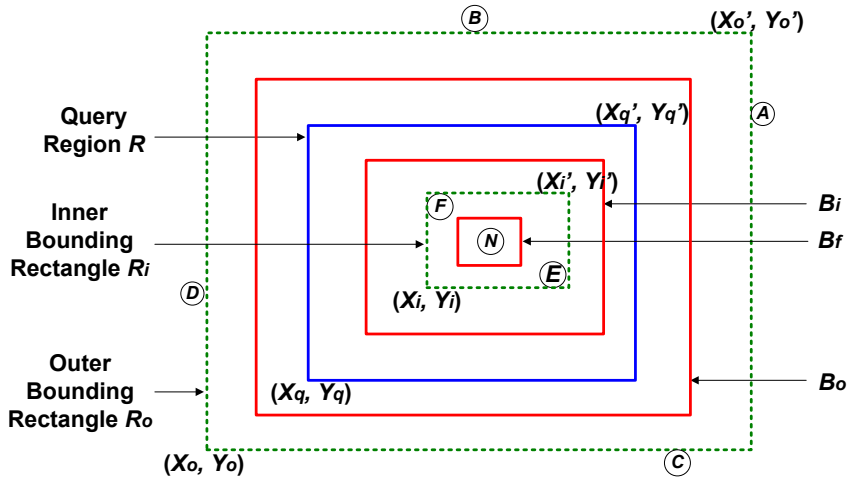 B
(Xo’, Yo’)
A
Query
Region R
(Xq’, Yq’)
(Xi’, Yi’)
F
Bi
Inner
Bounding
Rectangle Ri
N
Bf
E
(Xi, Yi)
D
Outer
Bounding
Rectangle Ro
(Xq, Yq)
Bo
(Xo, Yo)
C